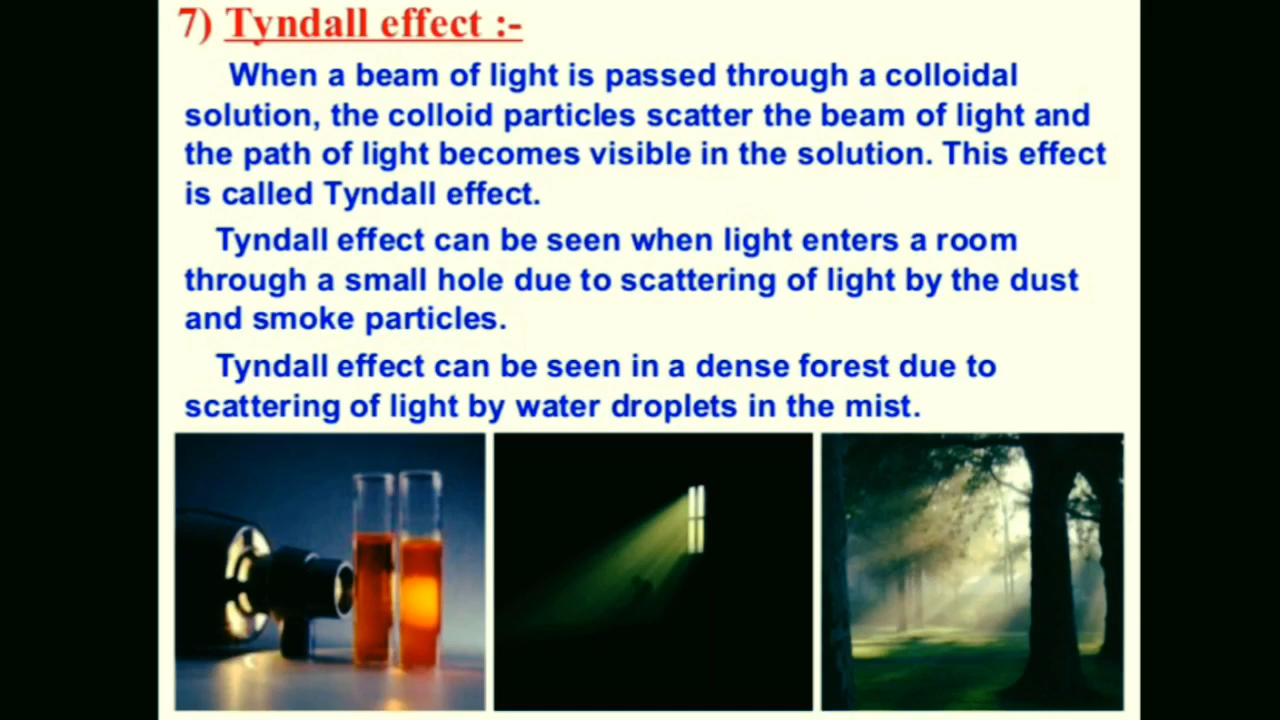 7) Tyndall effect :-
When a beam of light is passed through a colloidal
solution, the colloid particles scatter the beam of light and
the path of light becomes visible in the solution. This effect
is called Tyndall effect.
Tyndall effect can be seen when light enters a room
through a small hole due to scattering of light by the dust
and smoke particles.
Tyndall effect can be seen in a dense forest due to
scattering of light by water droplets in the mist.